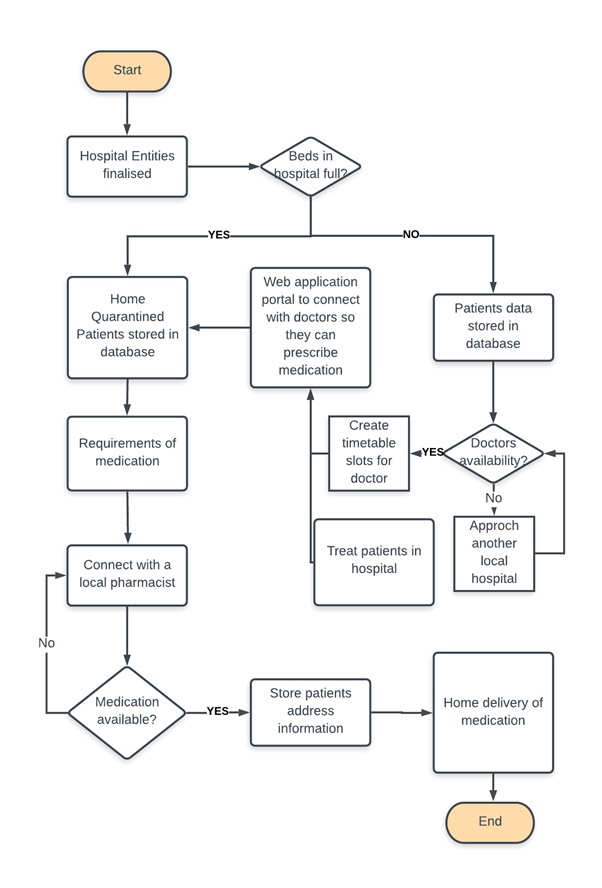 Start
Hospital Entities
finalised
Beds in
hospital full?
YES
NO
Home
Quarantined
Patients stored in
database
Web application
portal to connect
with doctors so
they can
prescribe
medication
Patients data
stored in
database
Requirements of
medication
Create
timetable
slots for
doctor
YES
Doctors
availability?
No
Approch
another
local
hospital
Treat patients in
hospital
Connect with a
local pharmacist
No
Medication
available?
YES
Store patients
address
information
Home delivery of
medication
End